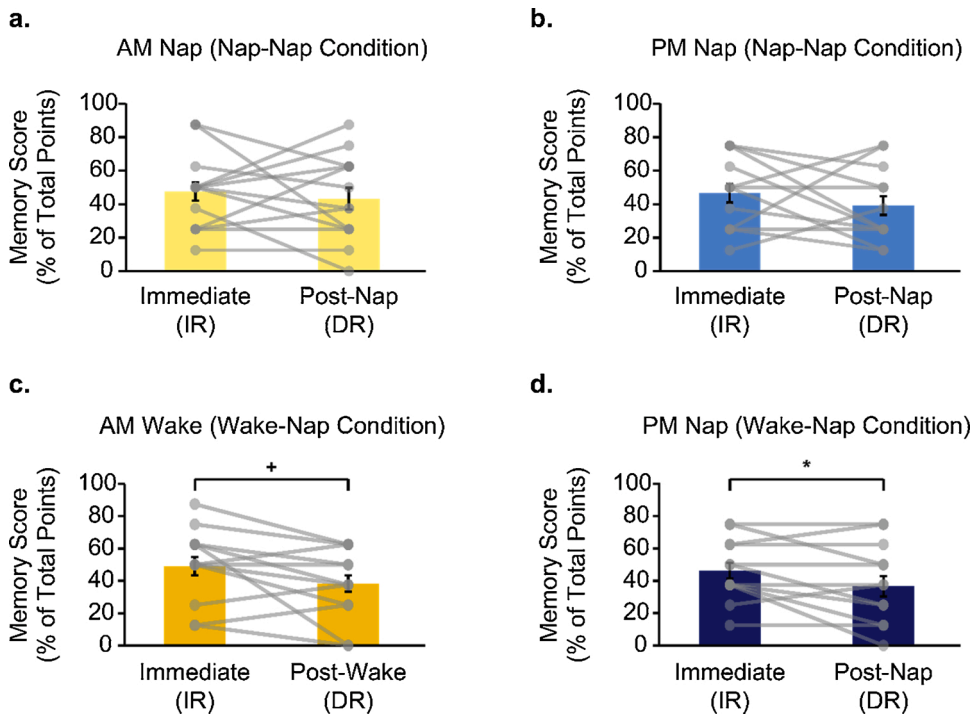 a.
AM Nap (Nap-Nap Condition)
Memory Score
(% of Total Points)
100
80
60
40
20
0
Immediate
(IR)
Post-Nap
(DR)
b.
PM Nap (Nap-Nap Condition)
Memory Score
(% of Total Points)
100
80
60
40
20
0
Immediate
(IR)
Post-Nap
(DR)
c.
AM Wake (Wake-Nap Condition)
+
Memory Score
(% of Total Points)
100
80
60
40
20
0
Immediate
(IR)
Post-Wake
(DR)
d.
PM Nap (Wake-Nap Condition)
*
Memory Score
(% of Total Points)
100
80
60
40
20
0
Immediate
(IR)
Post-Nap
(DR)